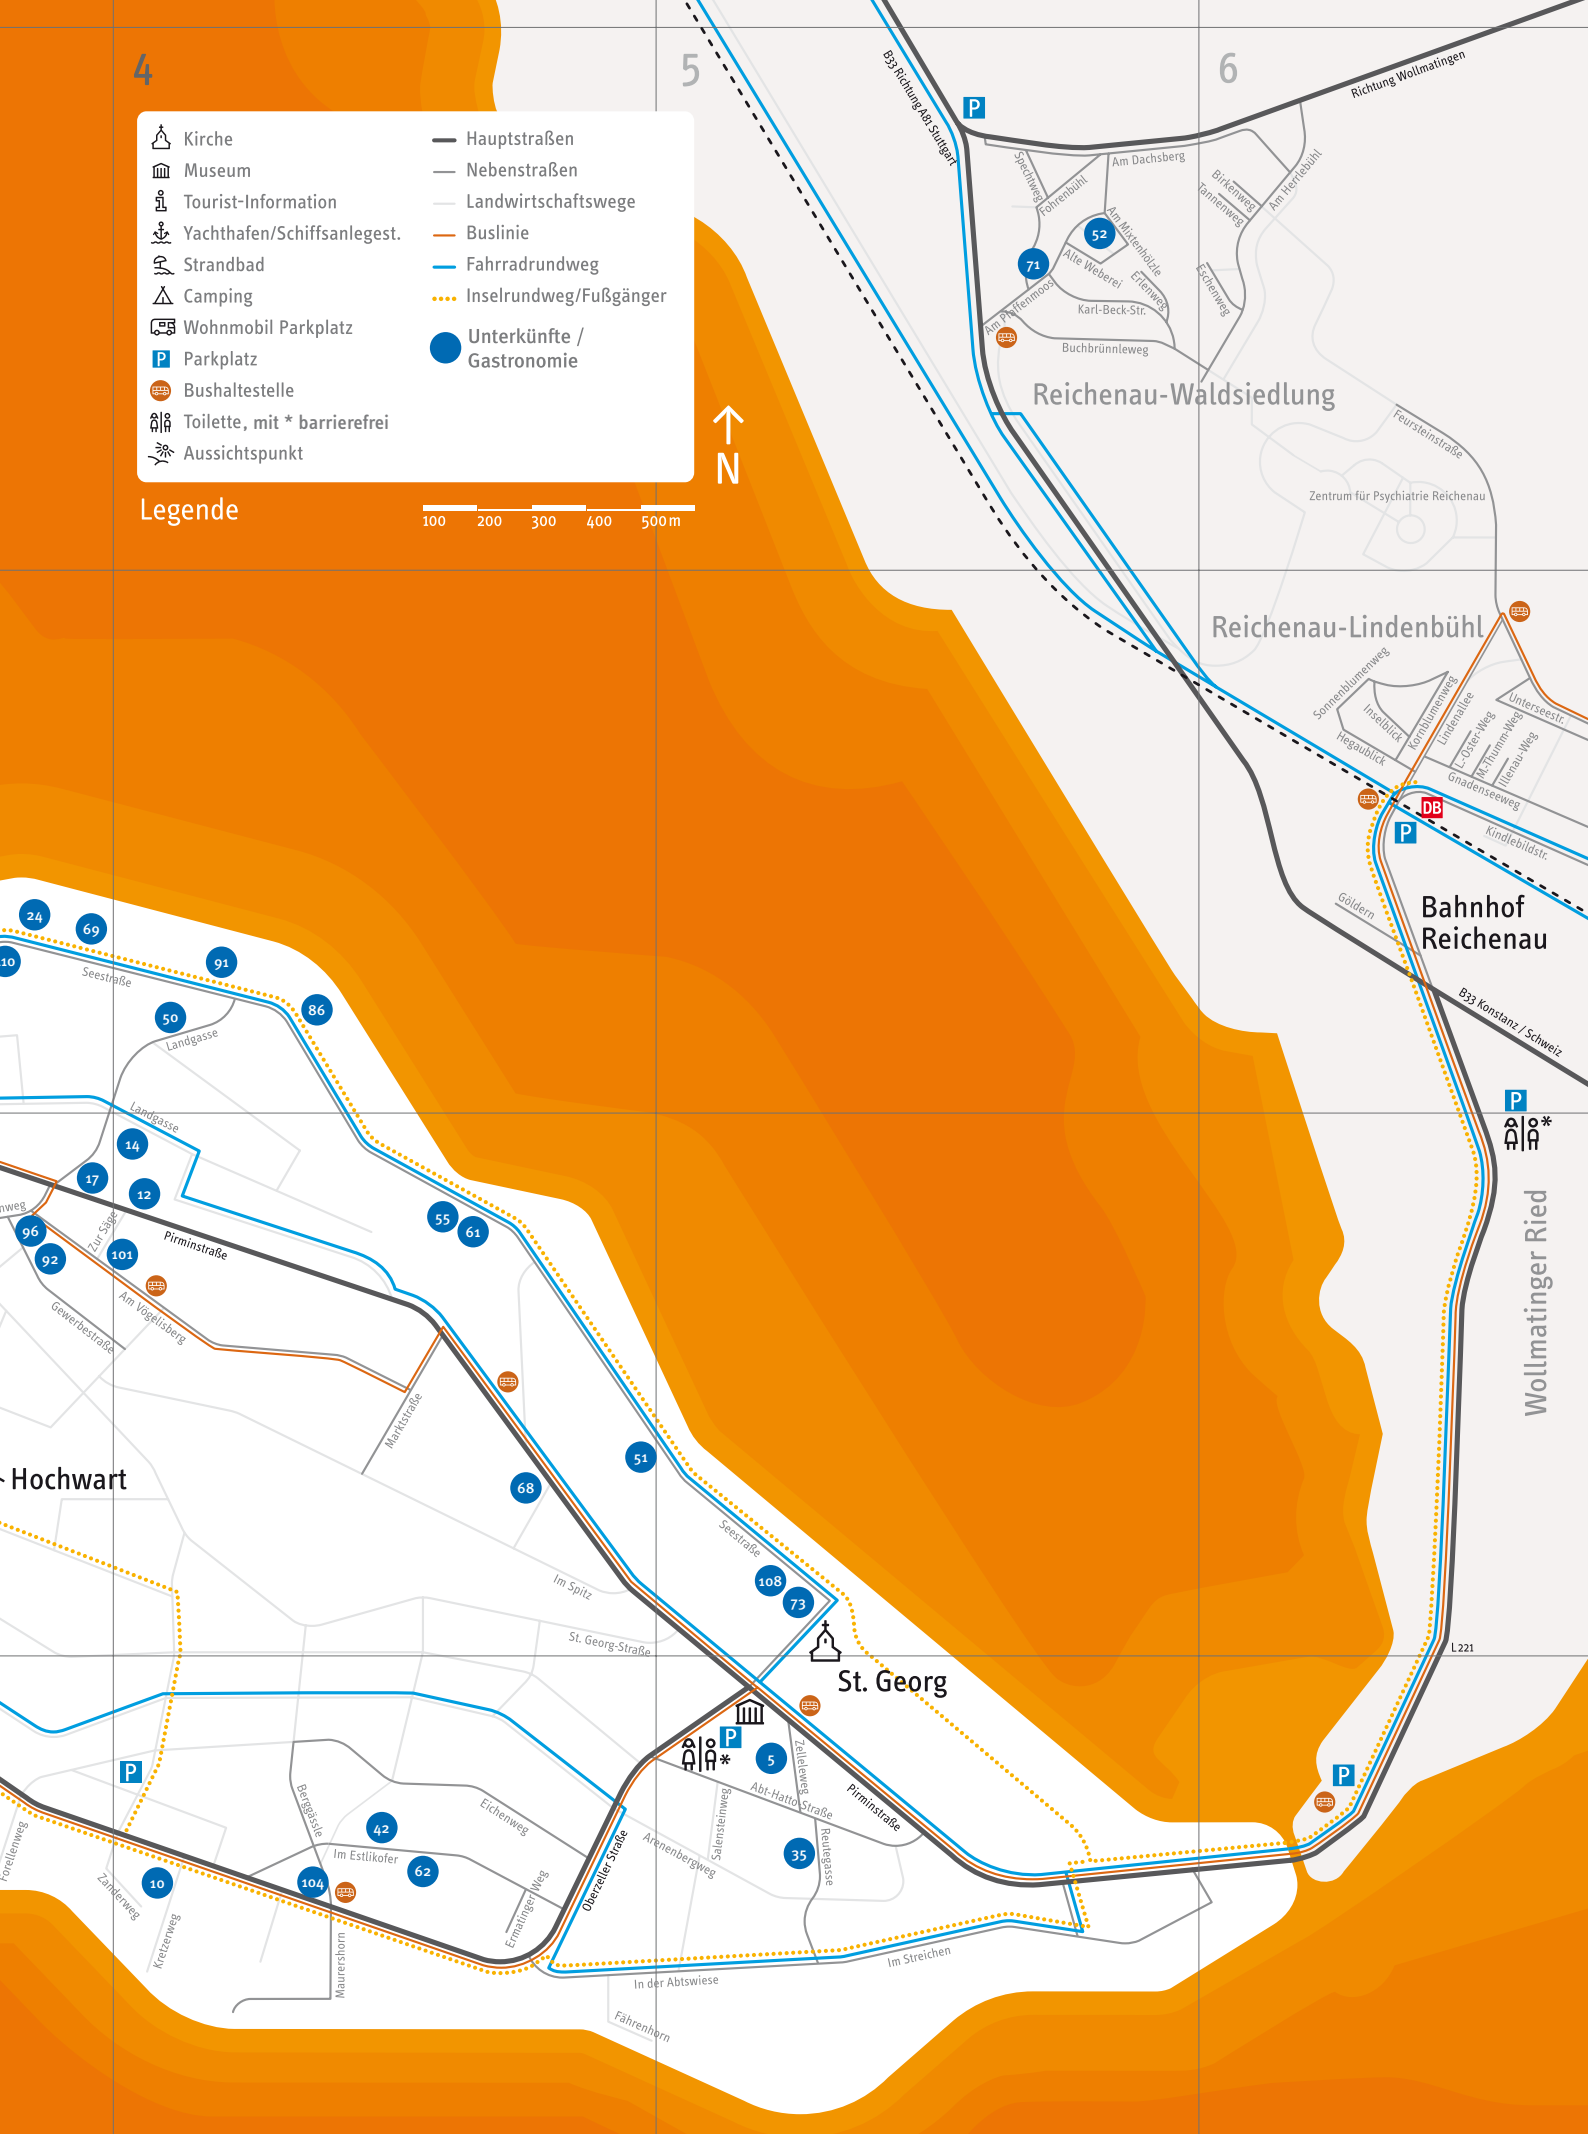 4
5
6
Kirche
Museum
Tourist-Information
Yachthafen/Schiffsanlegest.
Strandbad
Camping
Wohnmobil Parkplatz
P Parkplatz
Bushaltestelle
Toilette, mit * barrierefrei
Aussichtspunkt
Hauptstraßen
Nebenstraßen
Landwirtschaftswege
Buslinie
Fahrradrundweg
Inselrundweg/Fußgänger
Unterkünfte /
Gastronomie
Legende
100 200 300 400 500 m
N
B33 Richtung A81 Stuttgart
P
Richtung Wollmatingen
Spechtweg
Fohrenbühl
Am Dachsberg
Birkenweg
Tannenweg
Am Herrlebühl
Am Mixtenhölzle
52
71
Alte Weberei
Erlenweg
Eschenweg
Am Pfaffenmoos
Karl-Beck-Str.
Buchbrünnleweg
Reichenau-Waldsiedlung
Feursteinstraße
Zentrum für Psychiatrie Reichenau
Reichenau-Lindenbühl
Sonnenblumenweg
Inselblick
Hegaublick
Kornblumenweg
Lindenallee
L.-Oster-Weg
M.-Thumm-Weg
Illenau-Weg
Unterseestr.
Gnadenseeweg
Kindlebildstr.
DB
P
Göldern
Bahnhof
Reichenau
B33 Konstanz / Schweiz
P
*
Wollmatinger Ried
L 221
P
24
69
10
91
86
Seestraße
50
Landgasse
Landgasse
14
17
12
nweg
96
92
Zur Säge
101
Pirminstraße
Am Vögelisberg
Gewerbestraße
55
61
Marktstraße
51
68
Hochwart
Seestraße
108
73
Im Spitz
St. Georg-Straße
St. Georg
P
*
5
Zelleleweg
Abt-Hatto-Straße
Pirminstraße
Salensteinweg
Arenenbergweg
35
Reutegasse
P
Berggässle
42
Eichenweg
Im Estlikofer
62
104
10
Forellenweg
Zanderweg
Kretzerweg
Maurershorn
Ermatinger Weg
Oberzeller Straße
In der Abtswiese
Im Streichen
Fährenhorn